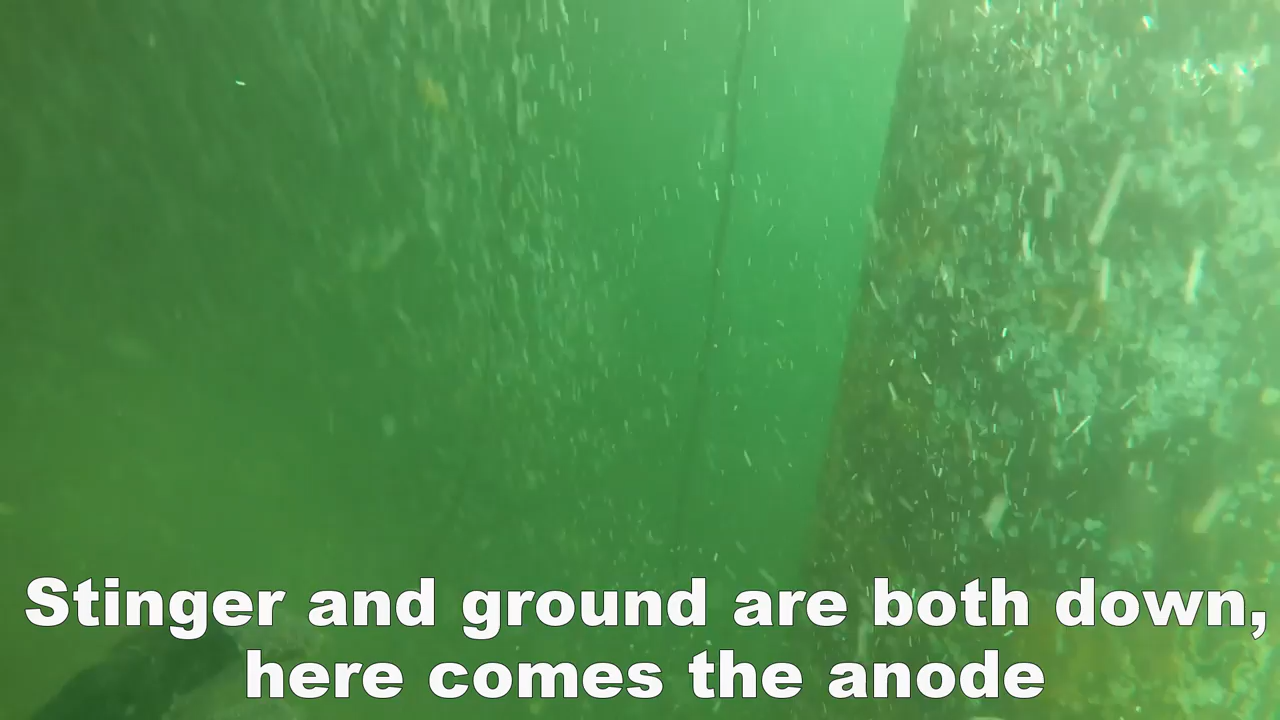 Stinger and ground are both down,
here comes the anode